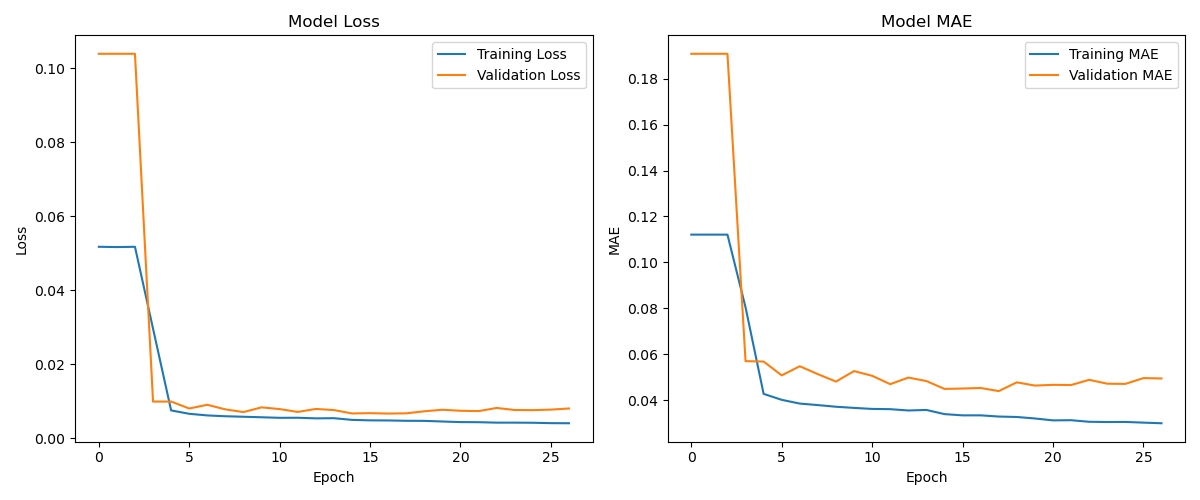 Model Loss
Training Loss
Validation Loss
0.10
0.08
0.06
0.04
0.02
0.00
Loss
0 5 10 15 20 25
Epoch
Model MAE
Training MAE
Validation MAE
0.18
0.16
0.14
0.12
0.10
0.08
0.06
0.04
MAE
0 5 10 15 20 25
Epoch